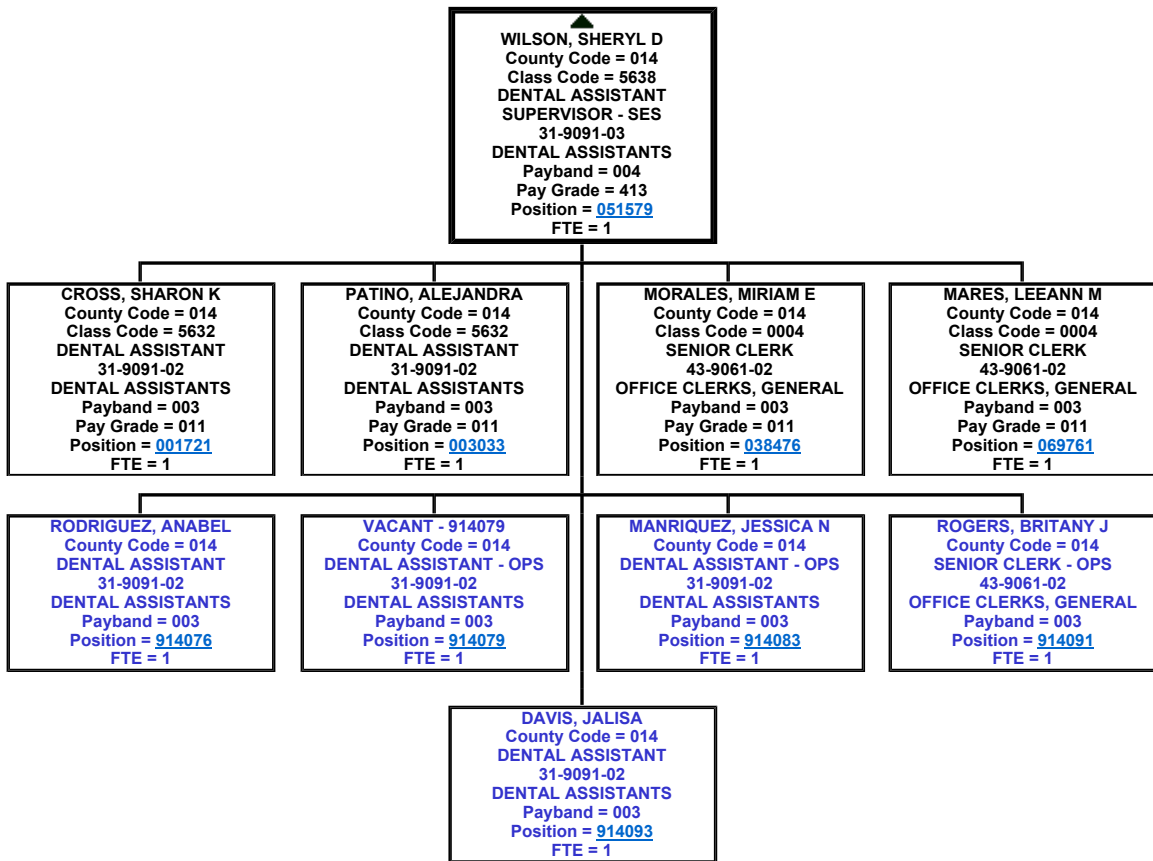 WILSON, SHERYL D
County Code = 014
Class Code = 5638
DENTAL ASSISTANT
SUPERVISOR - SES
31-9091-03
DENTAL ASSISTANTS
Payband = 004
Pay Grade = 413
Position = 051579
FTE = 1
CROSS, SHARON K
County Code = 014
Class Code = 5632
DENTAL ASSISTANT
31-9091-02
DENTAL ASSISTANTS
Payband = 003
Pay Grade = 011
Position = 001721
FTE = 1
PATINO, ALEJANDRA
County Code = 014
Class Code = 5632
DENTAL ASSISTANT
31-9091-02
DENTAL ASSISTANTS
Payband = 003
Pay Grade = 011
Position = 003033
FTE = 1
MORALES, MIRIAM E
County Code = 014
Class Code = 0004
SENIOR CLERK
43-9061-02
OFFICE CLERKS, GENERAL
Payband = 003
Pay Grade = 011
Position = 038476
FTE = 1
MARES, LEEANN M
County Code = 014
Class Code = 0004
SENIOR CLERK
43-9061-02
OFFICE CLERKS, GENERAL
Payband = 003
Pay Grade = 011
Position = 069761
FTE = 1
RODRIGUEZ, ANABEL
County Code = 014
DENTAL ASSISTANT
31-9091-02
DENTAL ASSISTANTS
Payband = 003
Position = 914076
FTE = 1
VACANT - 914079
County Code = 014
DENTAL ASSISTANT - OPS
31-9091-02
DENTAL ASSISTANTS
Payband = 003
Position = 914079
FTE = 1
MANRIQUEZ, JESSICA N
County Code = 014
DENTAL ASSISTANT - OPS
31-9091-02
DENTAL ASSISTANTS
Payband = 003
Position = 914083
FTE = 1
ROGERS, BRITANY J
County Code = 014
SENIOR CLERK - OPS
43-9061-02
OFFICE CLERKS, GENERAL
Payband = 003
Position = 914091
FTE = 1
DAVIS, JALISA
County Code = 014
DENTAL ASSISTANT
31-9091-02
DENTAL ASSISTANTS
Payband = 003
Position = 914093
FTE = 1